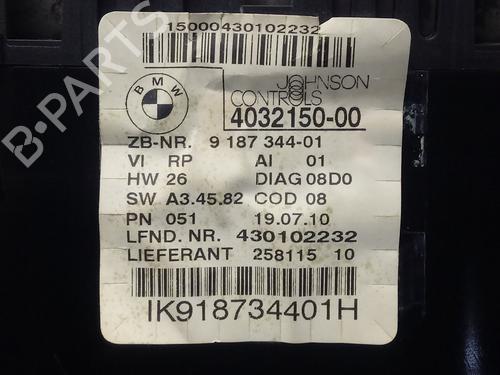 15000430102232
BMW
JOHNSON
CONTROLS
4032150-00
ZB-NR. 9 187 344-01
VI RP AI 01
HW 26 DIAG 08D0
SW A3.45.82 COD 08
PN 051 19.07.10
LFND. NR. 430102232
LIEFERANT 258115 10
IK918734401H
B-PARTS
B-PARTS
B-PARTS